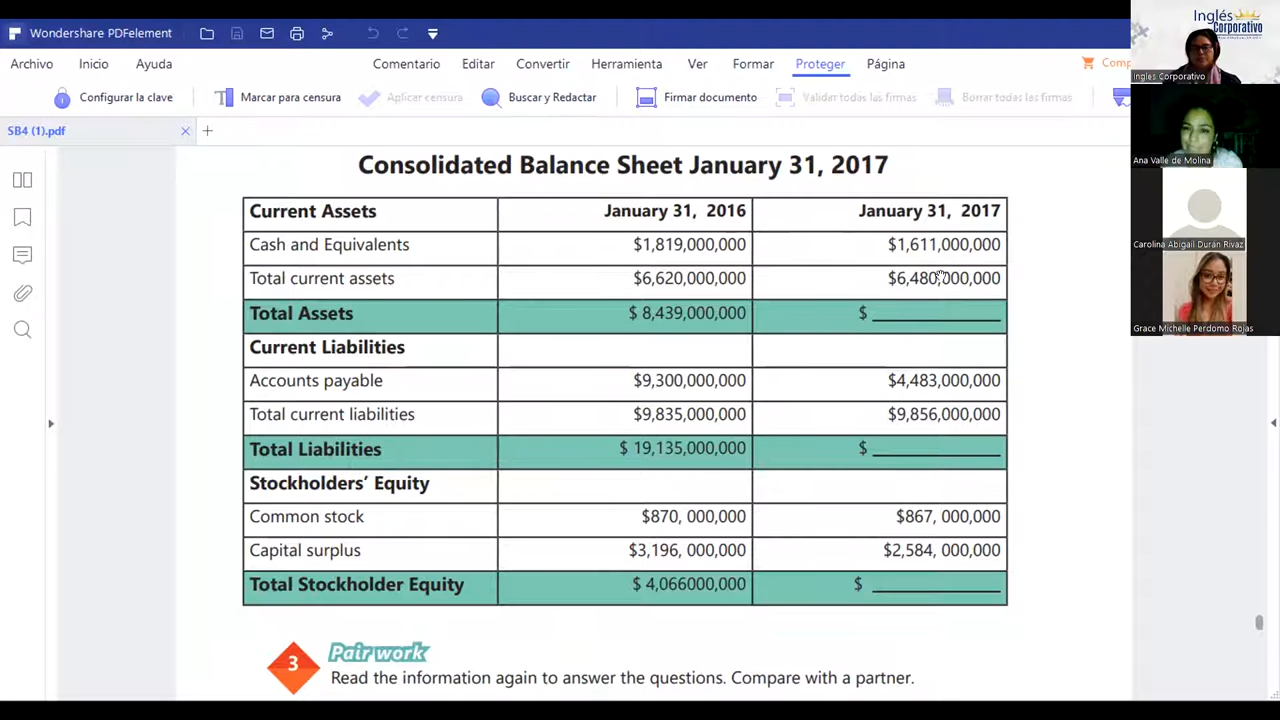 Wondershare PDFelement
Archivo Inicio Ayuda Comentario Editar Convertir Herramienta Ver Formar Proteger Página Comp
Configurar la clave Marcar para censura Aplicar censura Buscar y Redactar Firmar documento Validar todas las firmas Borrar todas las firmas
SB4 (1).pdf
Consolidated Balance Sheet January 31, 2017
Current Assets January 31, 2016 January 31, 2017
Cash and Equivalents $1,819,000,000 $1,611,000,000
Total current assets $6,620,000,000 $6,480,000,000
Total Assets $ 8,439,000,000 $ ____________
Current Liabilities
Accounts payable $9,300,000,000 $4,483,000,000
Total current liabilities $9,835,000,000 $9,856,000,000
Total Liabilities $ 19,135,000,000 $ ____________
Stockholders’ Equity
Common stock $870, 000,000 $867, 000,000
Capital surplus $3,196, 000,000 $2,584, 000,000
Total Stockholder Equity $ 4,066000,000 $ ____________
3 Pair work
Read the information again to answer the questions. Compare with a partner.
Inglés
Corporativo
Ingles Corporativo
Ana Valle de Molina
Carolina Abigail Durán Rivaz
Grace Michelle Perdomo Rojas